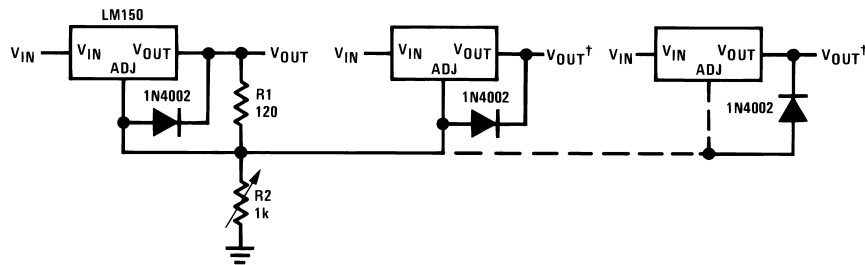 LM150
V_IN V_IN V_OUT V_OUT
ADJ
1N4002
R1
120
R2
1k
V_IN V_IN V_OUT V_OUT†
ADJ
1N4002
V_IN V_IN V_OUT V_OUT†
ADJ
1N4002